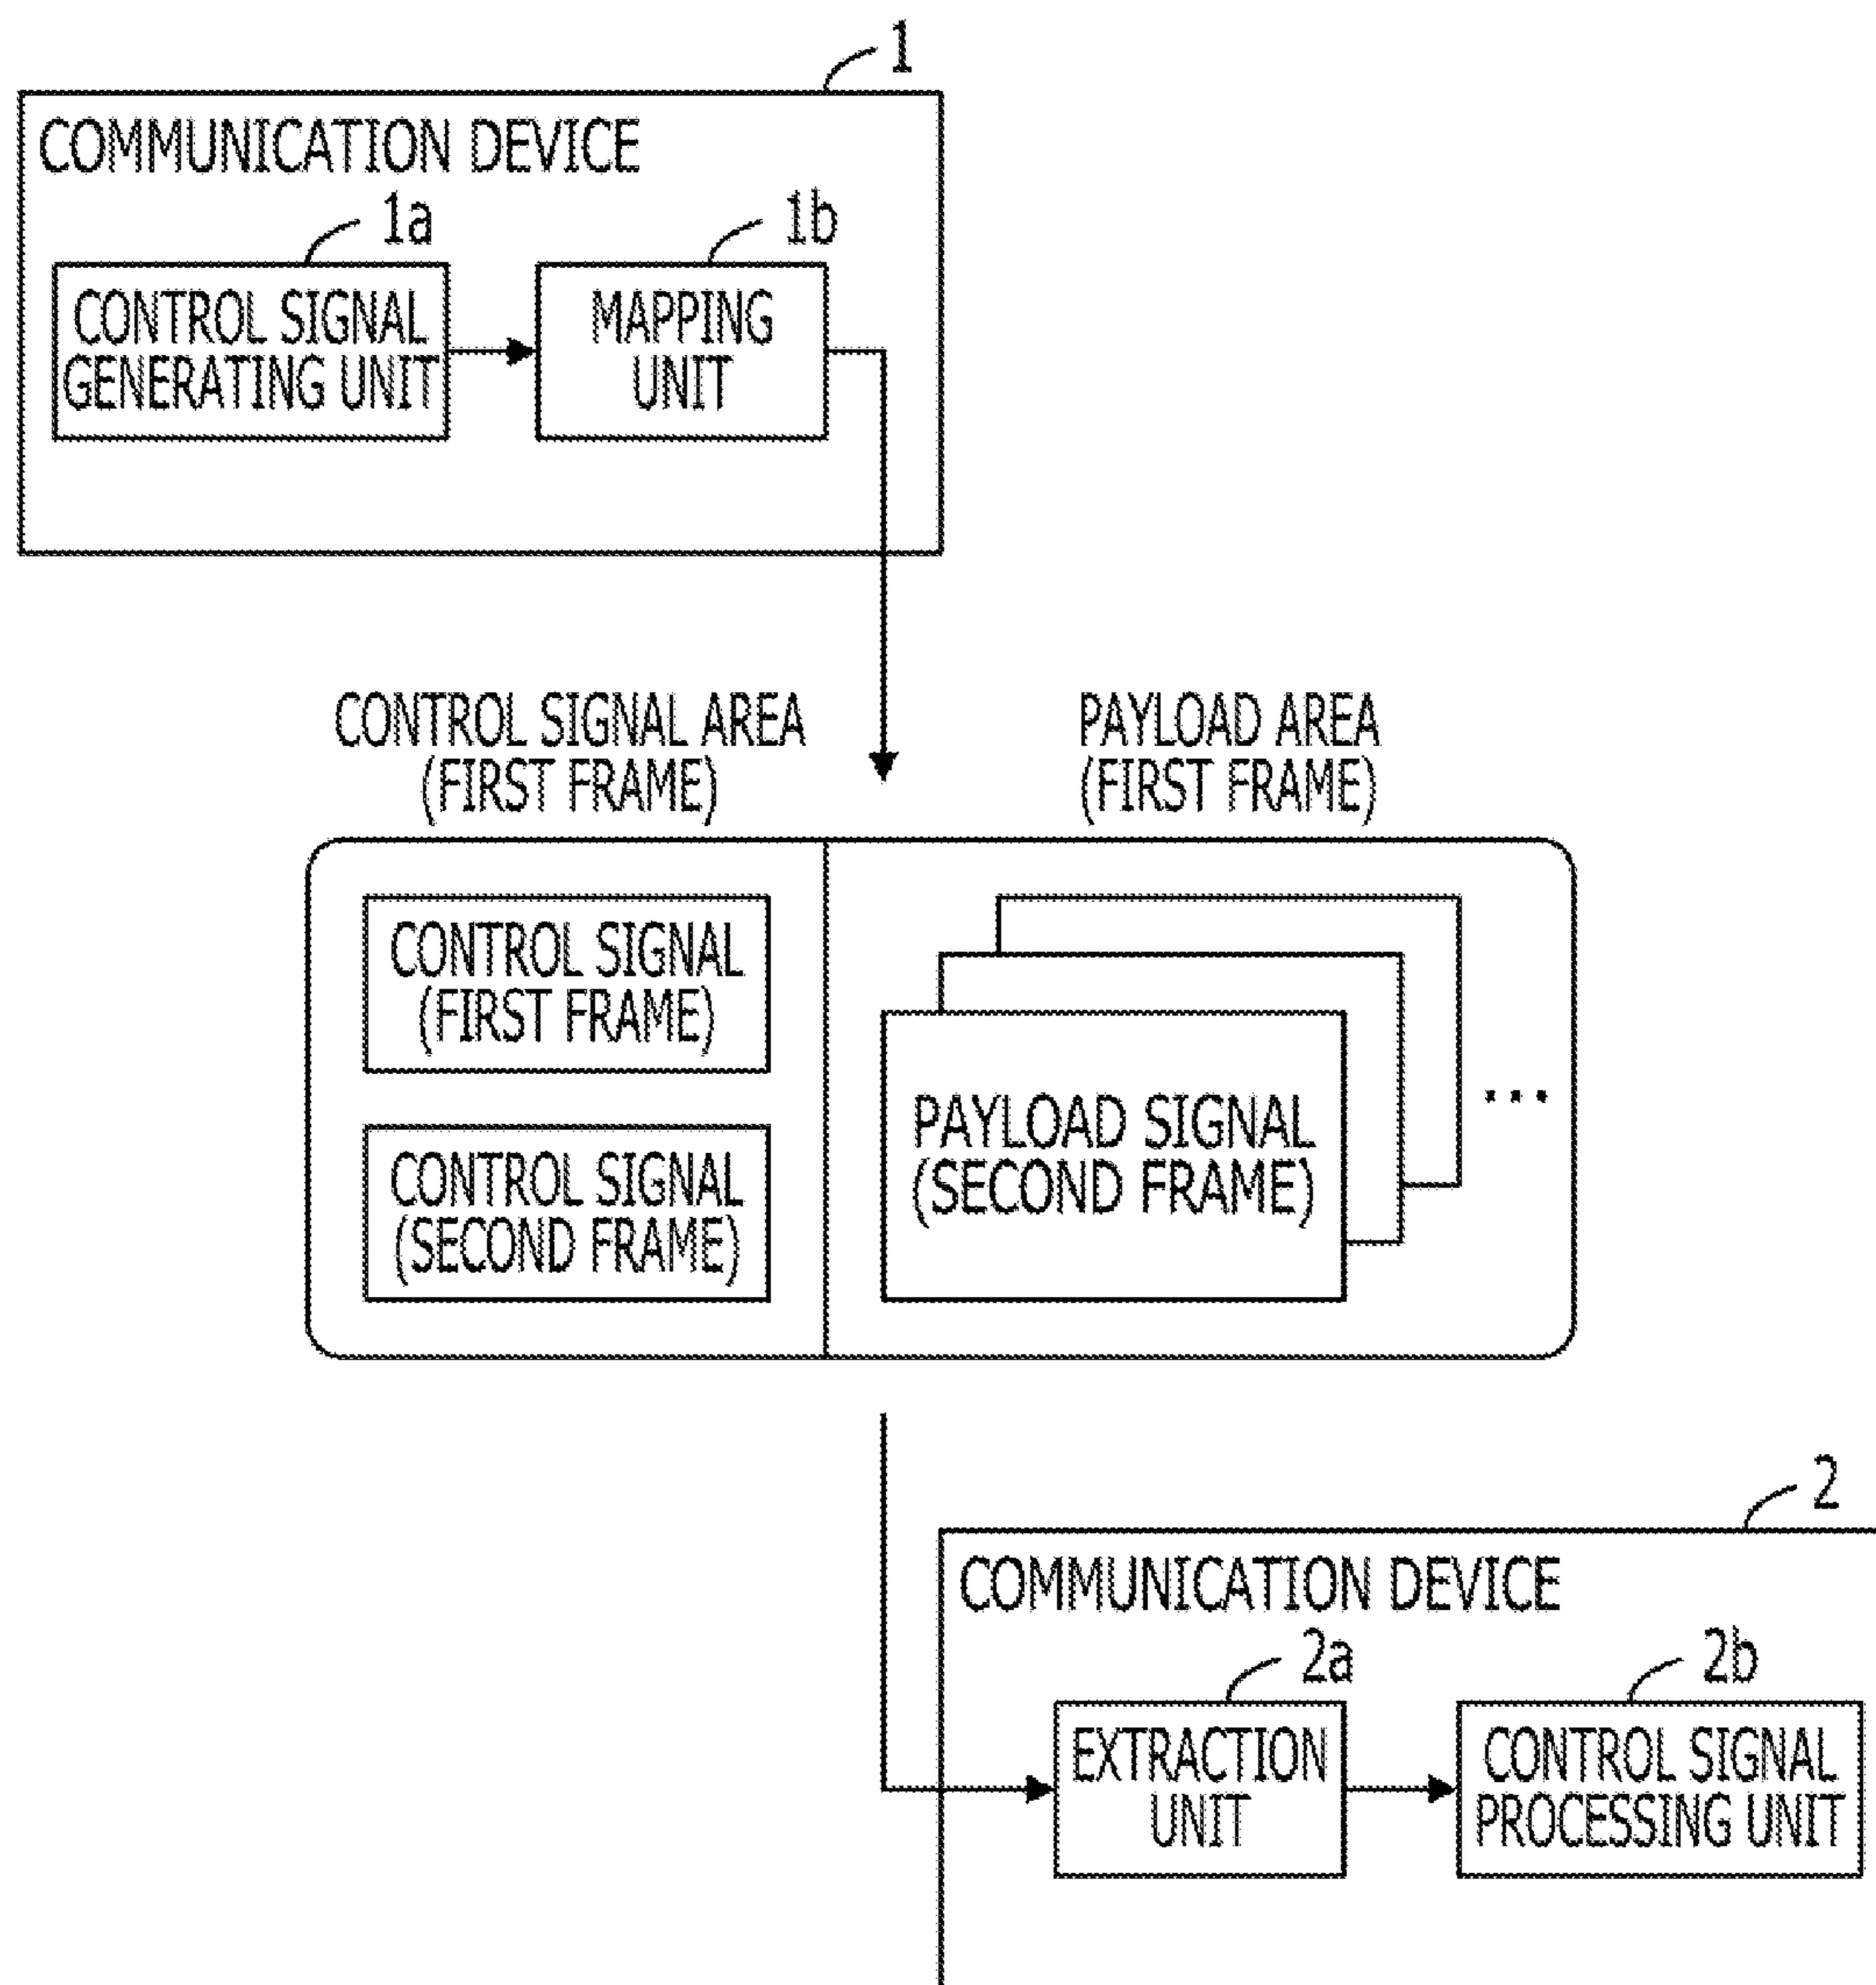 1
COMMUNICATION DEVICE
1a
1b
CONTROL SIGNAL
GENERATING UNIT
MAPPING
UNIT
CONTROL SIGNAL AREA
(FIRST FRAME)
PAYLOAD AREA
(FIRST FRAME)
CONTROL SIGNAL
(FIRST FRAME)
CONTROL SIGNAL
(SECOND FRAME)
PAYLOAD SIGNAL
(SECOND FRAME)
...
2
COMMUNICATION DEVICE
2a
2b
EXTRACTION
UNIT
CONTROL SIGNAL
PROCESSING UNIT